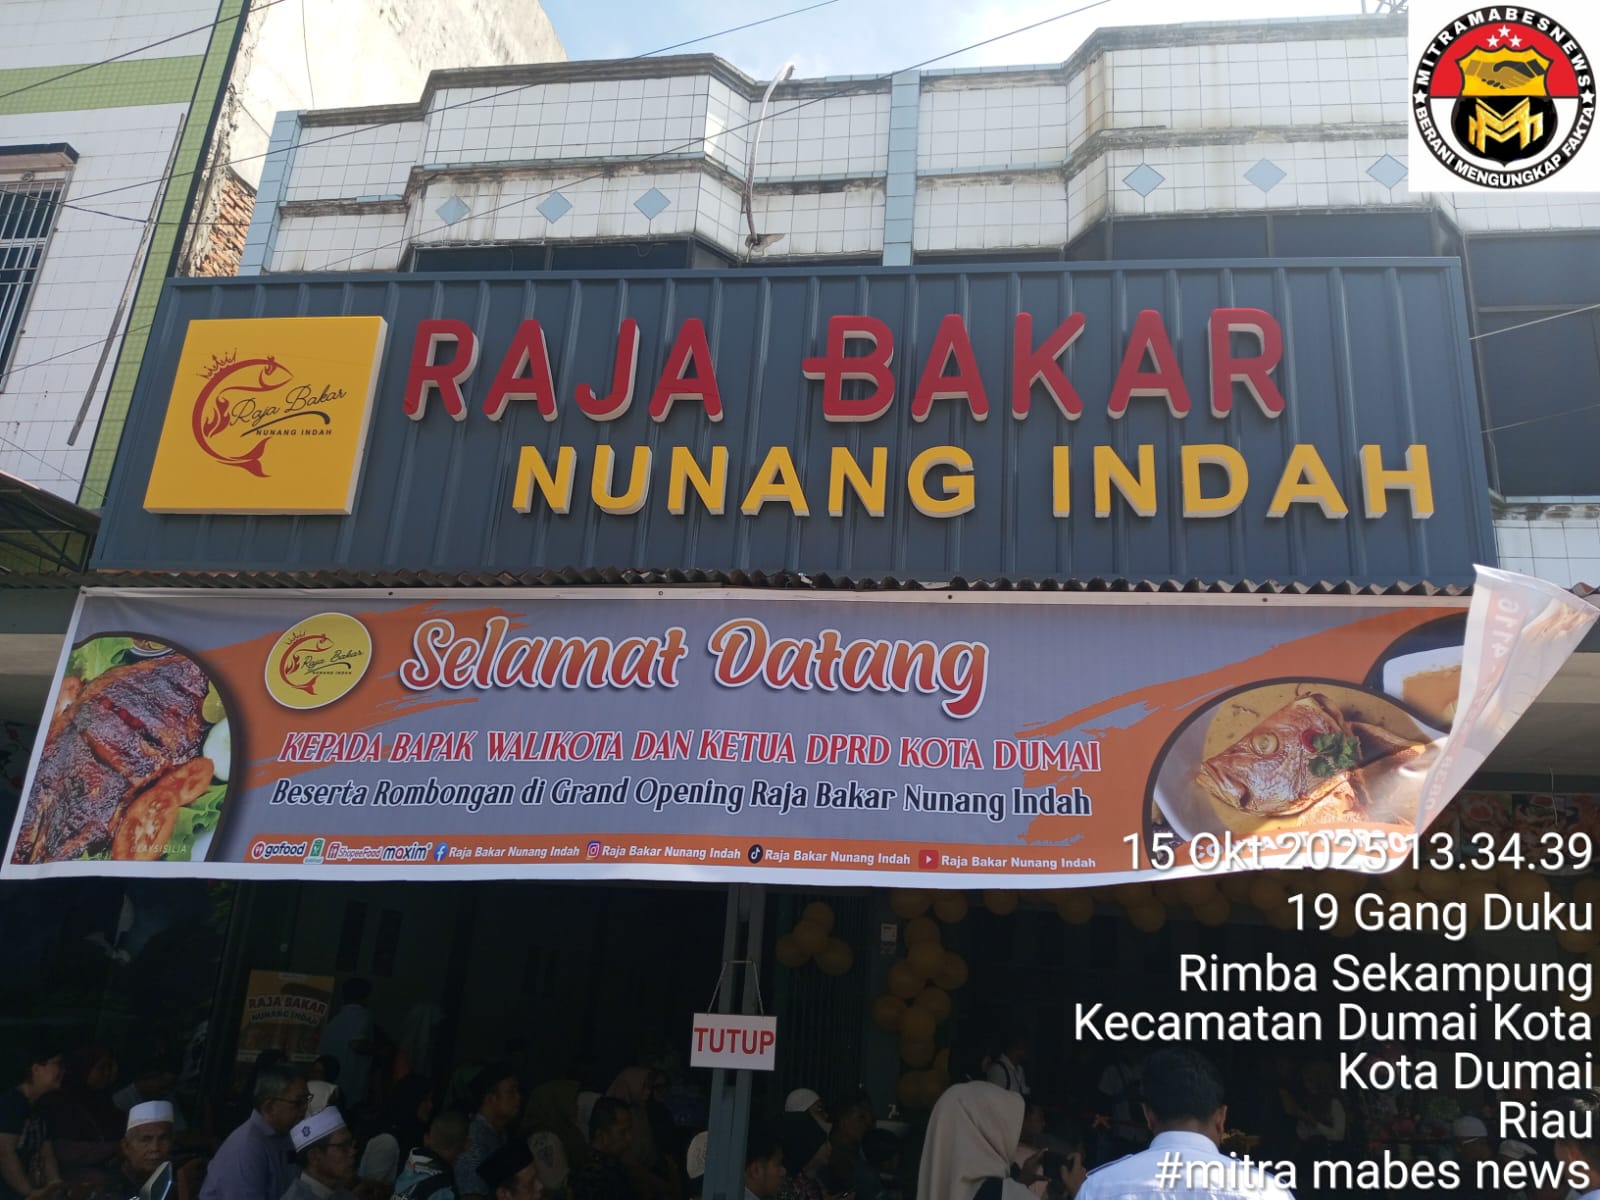 MITRAMABESNEWS
BERANI MENGUNGKAP FAKTA
RAJA BAKAR
NUNANG INDAH
Raja Bakar
NUNANG INDAH
Selamat Datang
Raja Bakar
NUNANG INDAH
KEPADA BAPAK WALIKOTA DAN KETUA DPRD KOTA DUMAI
Beserta Rombongan di Grand Opening Raja Bakar Nunang Indah
gofood ShopeeFood maxim Raja Bakar Nunang Indah Raja Bakar Nunang Indah Raja Bakar Nunang Indah Raja Bakar Nunang Indah
RAJA BAKAR
NUNANG INDAH
TUTUP
15 Okt 2025 13.34.39
19 Gang Duku
Rimba Sekampung
Kecamatan Dumai Kota
Kota Dumai
Riau
#mitra mabes news